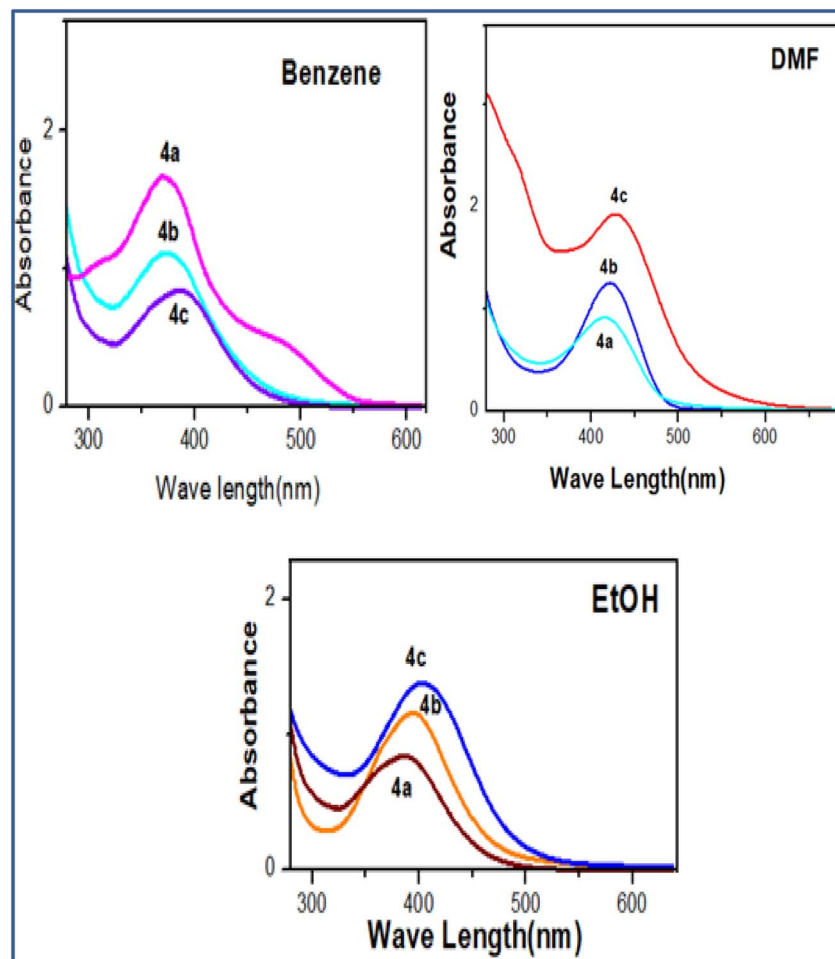 Benzene
Absorbance
2
0
4a
4b
4c
300
400
500
600
Wave length(nm)
DMF
Absorbance
2
0
4c
4b
4a
300
400
500
600
Wave Length(nm)
EtOH
Absorbance
2
0
4c
4b
4a
300
400
500
600
Wave Length(nm)